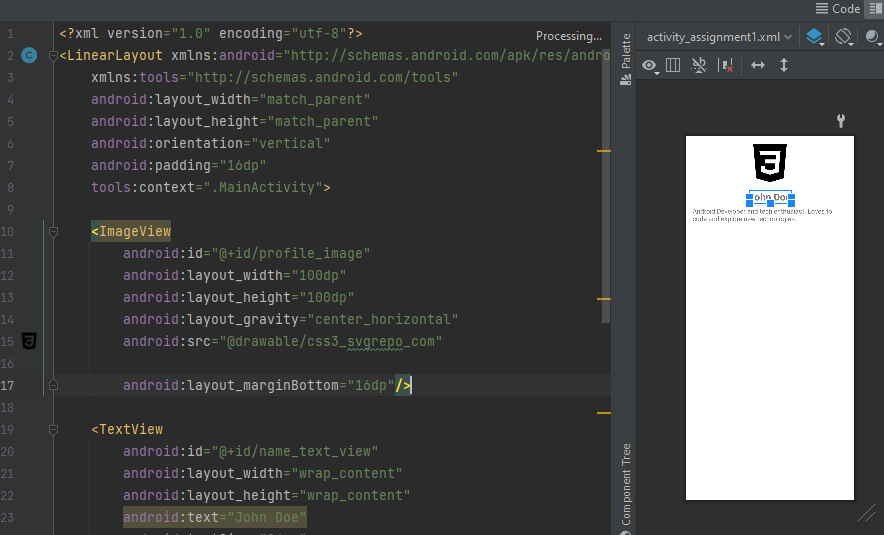 Code
1 <?xml version="1.0" encoding="utf-8"?>
Processing...
2 <LinearLayout xmlns:android="http://schemas.android.com/apk/res/andro
3 xmlns:tools="http://schemas.android.com/tools"
4 android:layout_width="match_parent"
5 android:layout_height="match_parent"
6 android:orientation="vertical"
7 android:padding="16dp"
8 tools:context=".MainActivity">
9
10 <ImageView
11 android:id="@+id/profile_image"
12 android:layout_width="100dp"
13 android:layout_height="100dp"
14 android:layout_gravity="center_horizontal"
15 android:src="@drawable/css3_svgrepo_com"
16
17 android:layout_marginBottom="16dp"/>
18
19 <TextView
20 android:id="@+id/name_text_view"
21 android:layout_width="wrap_content"
22 android:layout_height="wrap_content"
23 android:text="John Doe"
Palette
Component Tree
activity_assignment1.xml
John Doe
Android Developer and tech enthusiast. Loves to
code and explore new technologies.